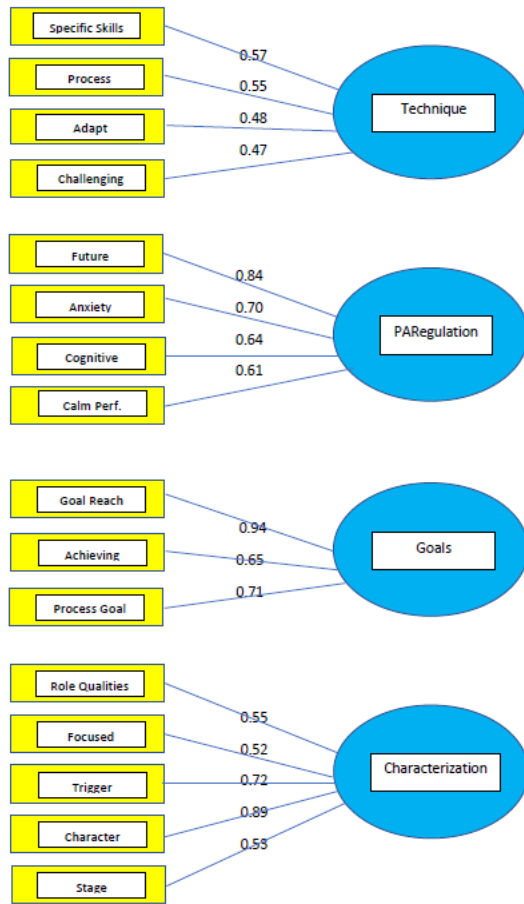 Specific Skills
0.57
Process
0.55
Technique
Adapt
0.48
Challenging
0.47
Future
0.84
Anxiety
0.70
PARegulation
Cognitive
0.64
Calm Perf.
0.61
Goal Reach
0.94
Achieving
0.65
Goals
Process Goal
0.71
Role Qualities
0.55
Focused
0.52
Characterization
Trigger
0.72
Character
0.89
Stage
0.53